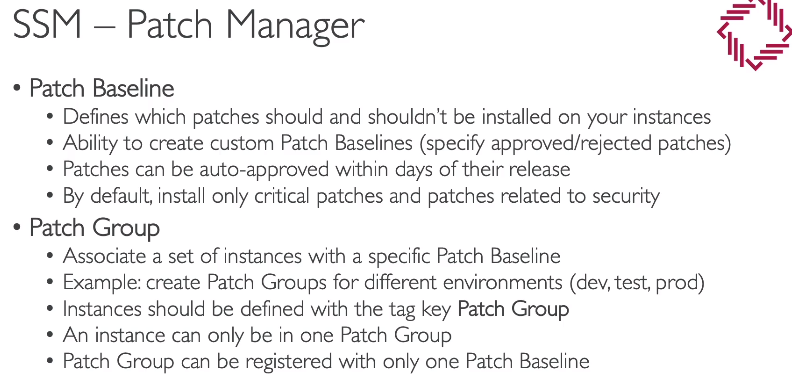 SSM – Patch Manager
• Patch Baseline
• Defines which patches should and shouldn't be installed on your instances
• Ability to create custom Patch Baselines (specify approved/rejected patches)
• Patches can be auto-approved within days of their release
• By default, install only critical patches and patches related to security
• Patch Group
• Associate a set of instances with a specific Patch Baseline
• Example: create Patch Groups for different environments (dev, test, prod)
• Instances should be defined with the tag key Patch Group
• An instance can only be in one Patch Group
• Patch Group can be registered with only one Patch Baseline